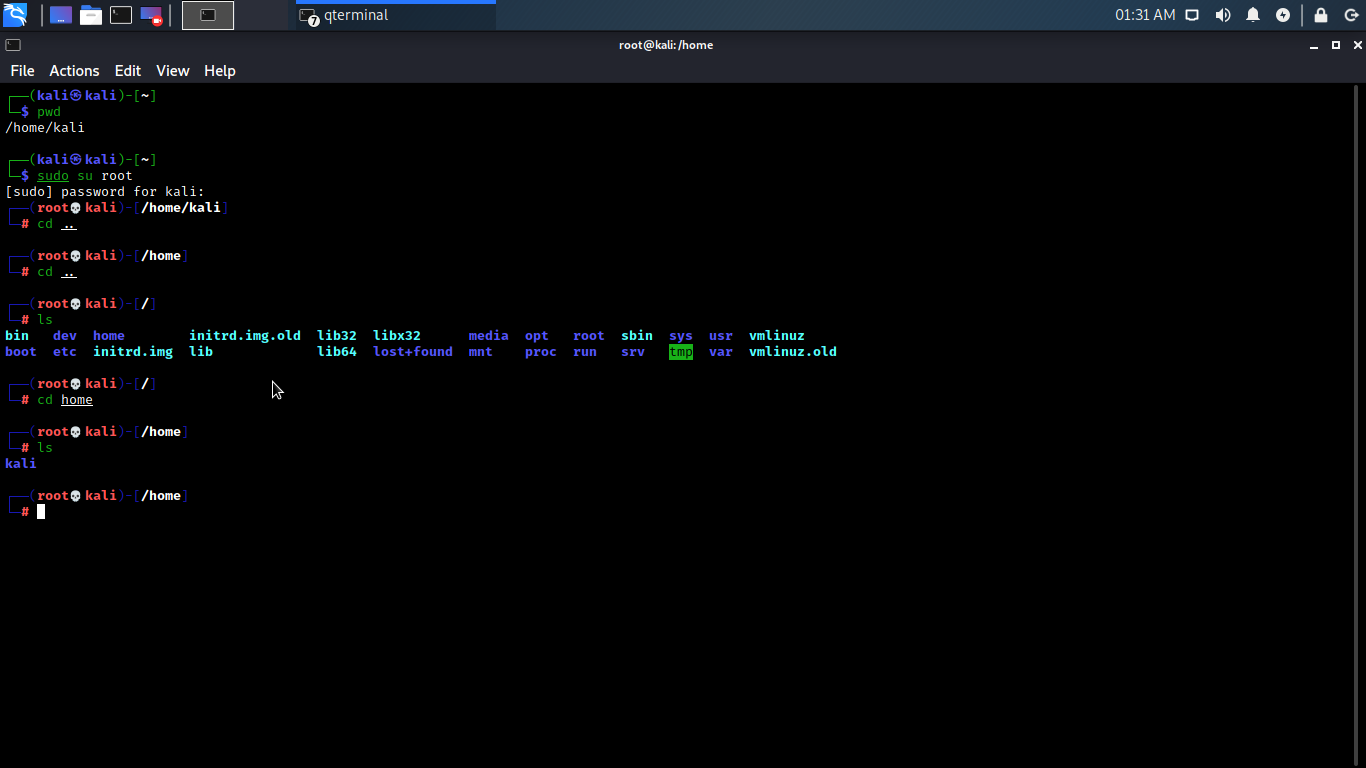 7 qterminal 01:31 AM
root@kali:/home
File Actions Edit View Help
┌──(kali㉿kali)-[~]
└─$ pwd
/home/kali
┌──(kali㉿kali)-[~]
└─$ sudo su root
[sudo] password for kali:
┌──(root💀kali)-[/home/kali]
└─# cd ..
┌──(root💀kali)-[/home]
└─# cd ..
┌──(root💀kali)-[/]
└─# ls
bin dev home initrd.img.old lib32 libx32 media opt root sbin sys usr vmlinuz
boot etc initrd.img lib lib64 lost+found mnt proc run srv tmp var vmlinuz.old
┌──(root💀kali)-[/]
└─# cd home
┌──(root💀kali)-[/home]
└─# ls
kali
┌──(root💀kali)-[/home]
└─#